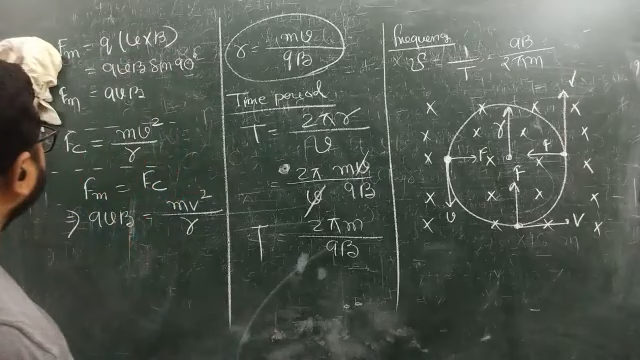 Fm = q(v×B)
= qvB Sin 90°
Fm = qvB
Fc = mv²/r
Fm = Fc
⇒ qvB = mv²/r
r = mv/qB
Time period
T = 2πr/v
= 2π mv/v qB
T = 2πm/qB
frequency
υ = 1/T = qB/2πm
× × × × ×
v
× r ×
F × F ×
× F × ×
v × × V ×